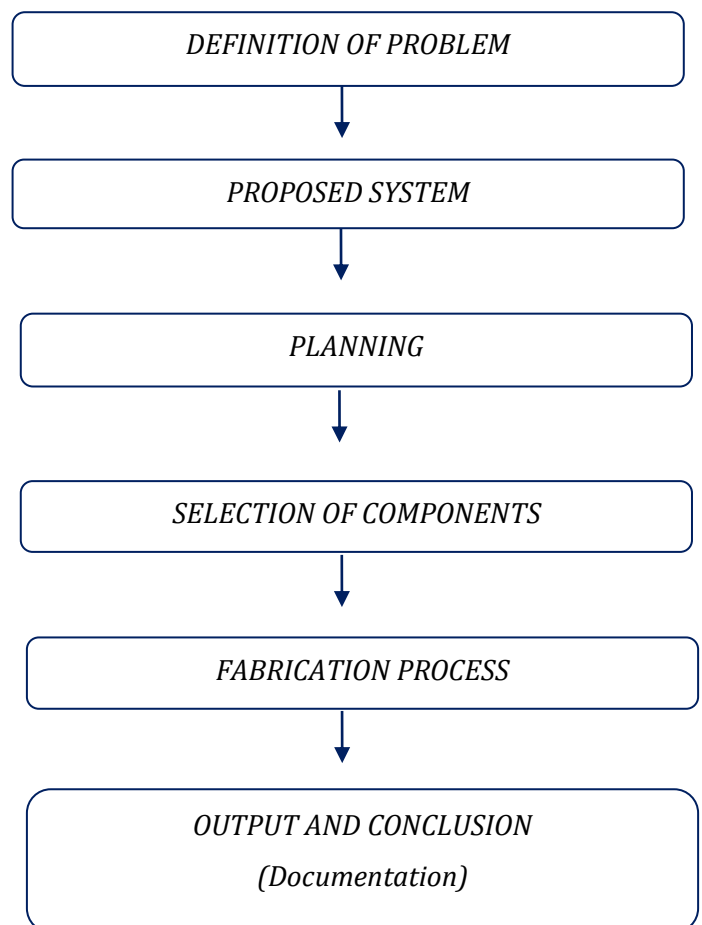 DEFINITION OF PROBLEM
PROPOSED SYSTEM
PLANNING
SELECTION OF COMPONENTS
FABRICATION PROCESS
OUTPUT AND CONCLUSION
(Documentation)